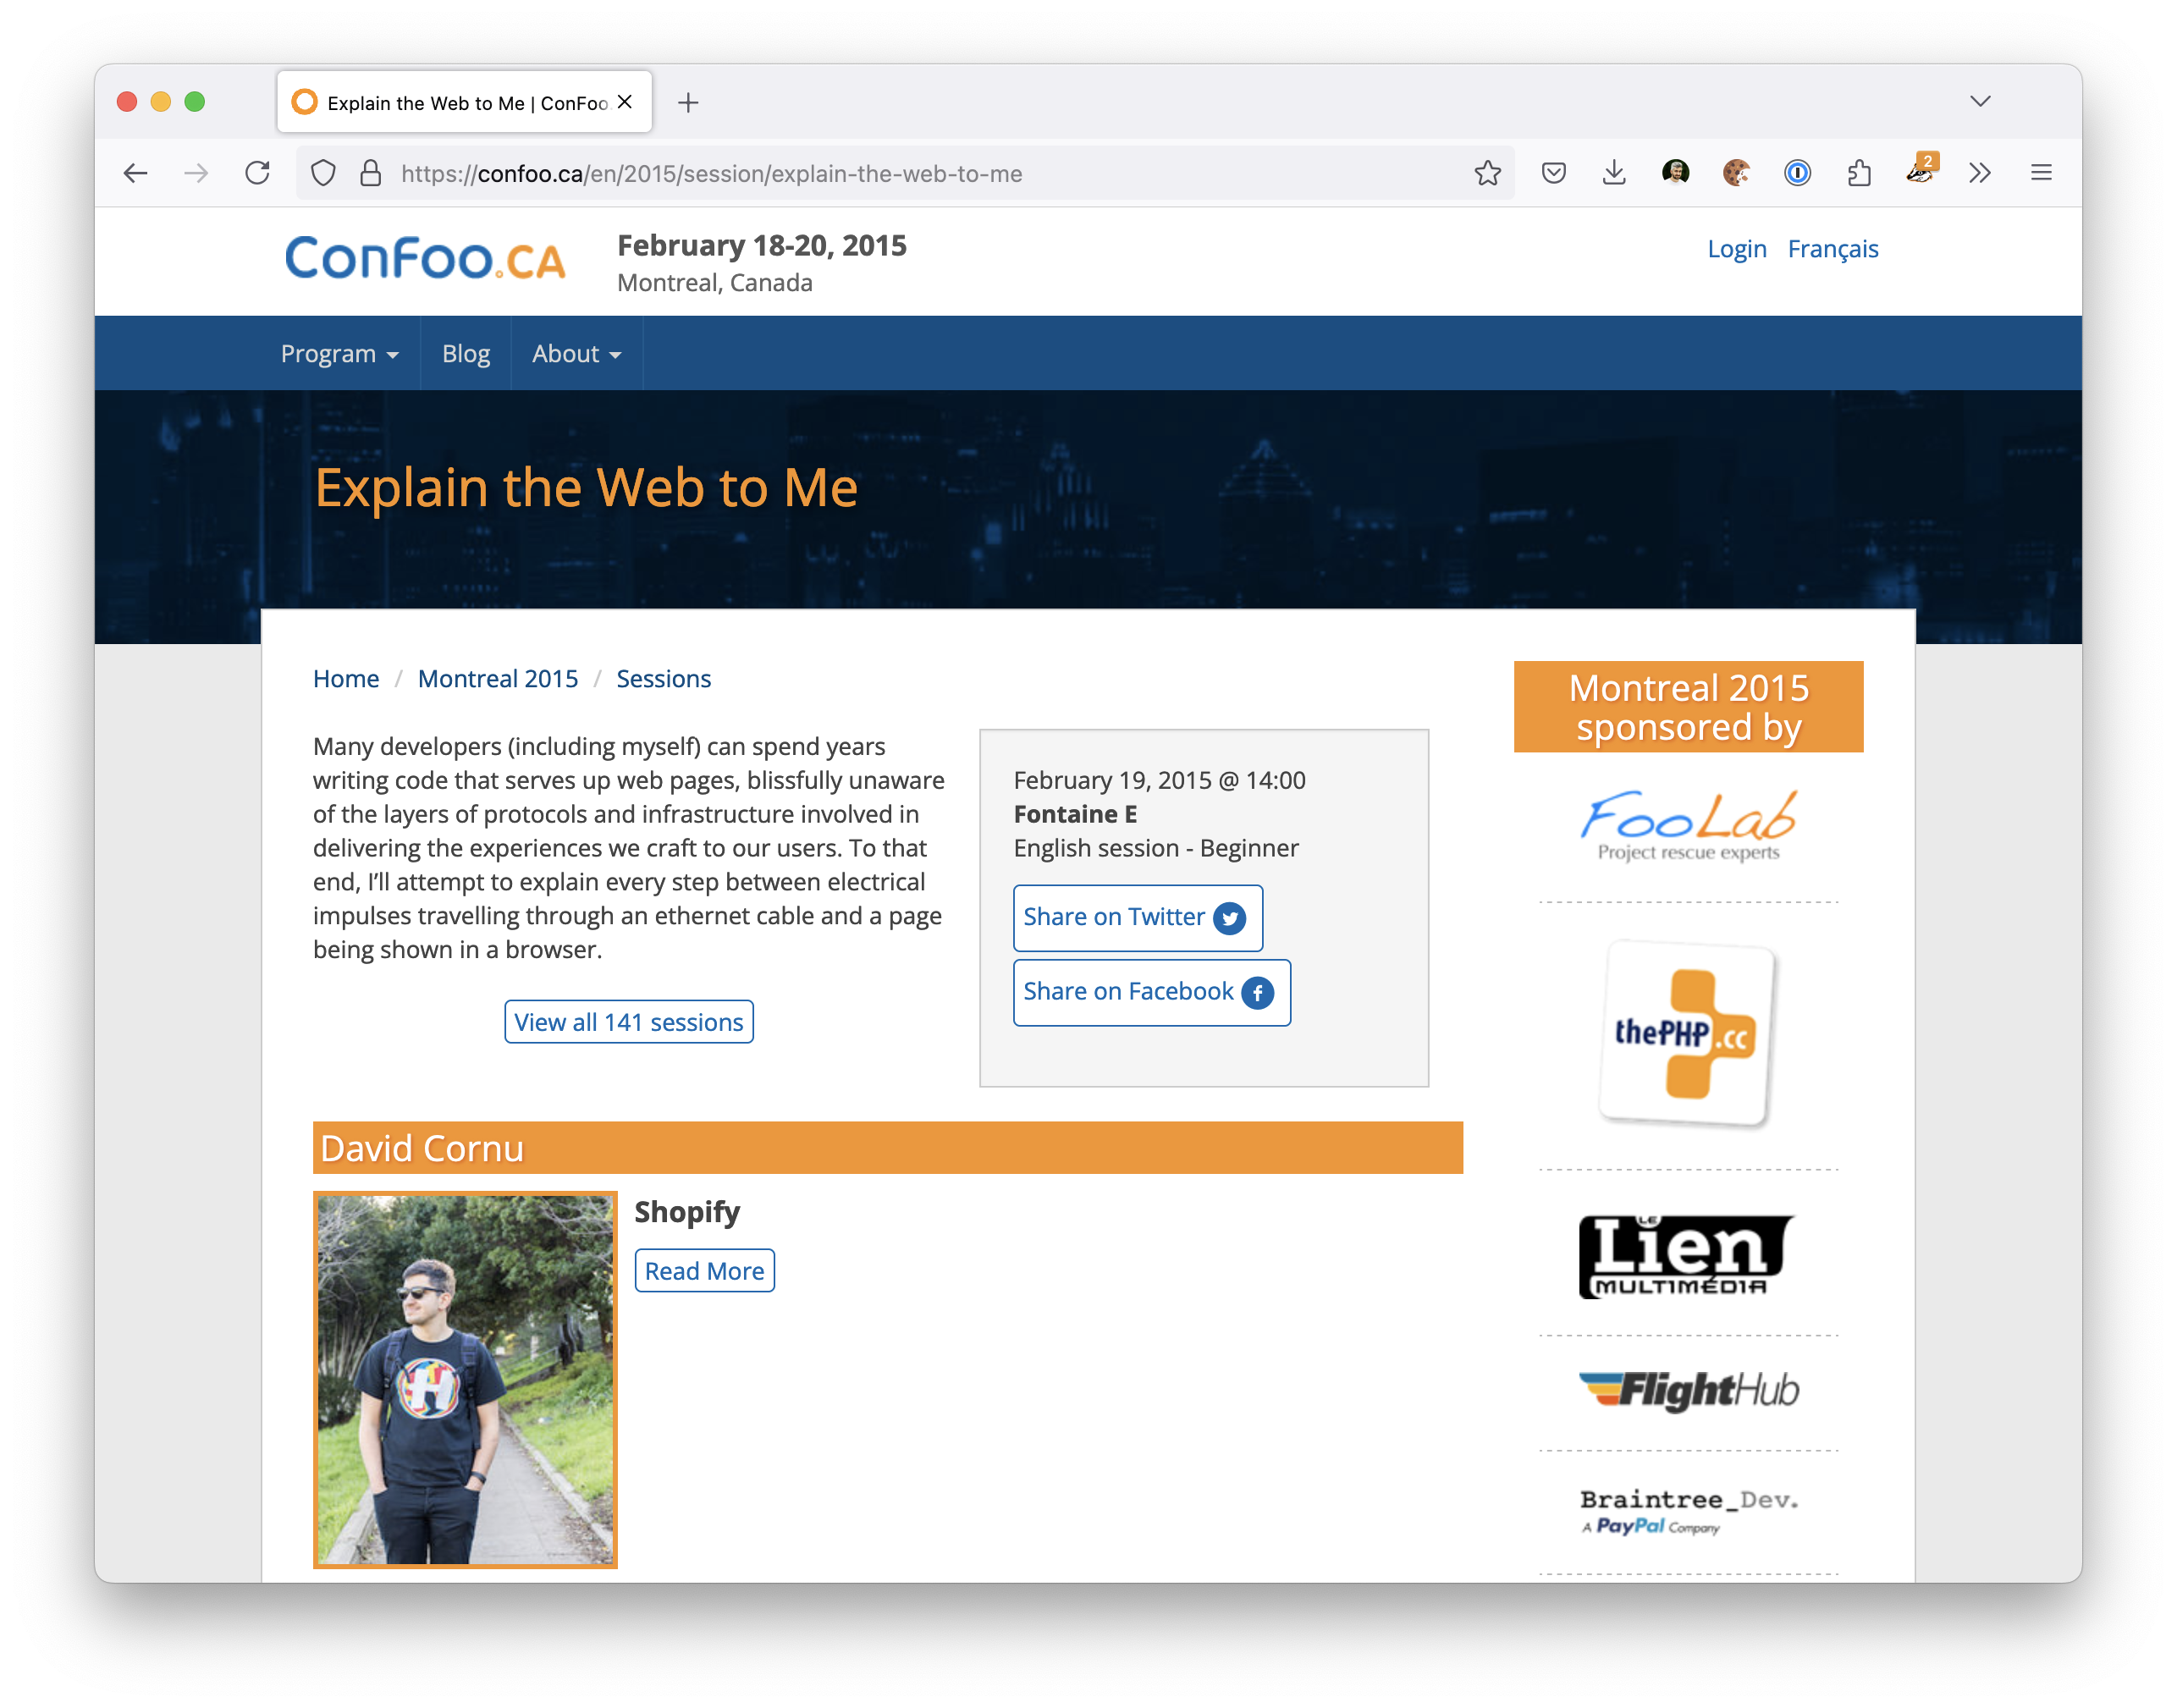 Explain the Web to Me | ConFoo.
https://confoo.ca/en/2015/session/explain-the-web-to-me
2
ConFoo.CA
February 18-20, 2015
Montreal, Canada
Login Français
Program Blog About
Explain the Web to Me
Home / Montreal 2015 / Sessions
Many developers (including myself) can spend years
writing code that serves up web pages, blissfully unaware
of the layers of protocols and infrastructure involved in
delivering the experiences we craft to our users. To that
end, I’ll attempt to explain every step between electrical
impulses travelling through an ethernet cable and a page
being shown in a browser.
View all 141 sessions
February 19, 2015 @ 14:00
Fontaine E
English session - Beginner
Share on Twitter
Share on Facebook
David Cornu
Shopify
Read More
H
Montreal 2015
sponsored by
FooLab
Project rescue experts
thePHP.cc
LE
Lien
MULTIMÉDIA
FlightHub
Braintree_Dev.
A PayPal Company